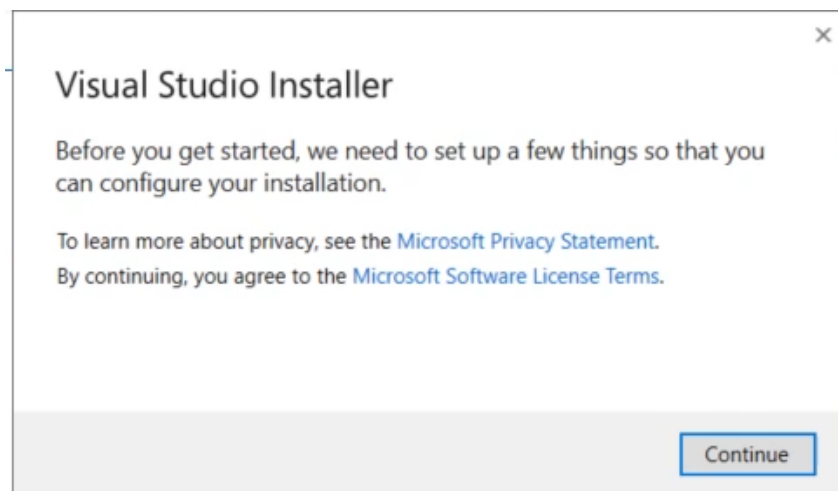 Visual Studio Installer
Before you get started, we need to set up a few things so that you
can configure your installation.
To learn more about privacy, see the Microsoft Privacy Statement.
By continuing, you agree to the Microsoft Software License Terms.
Continue